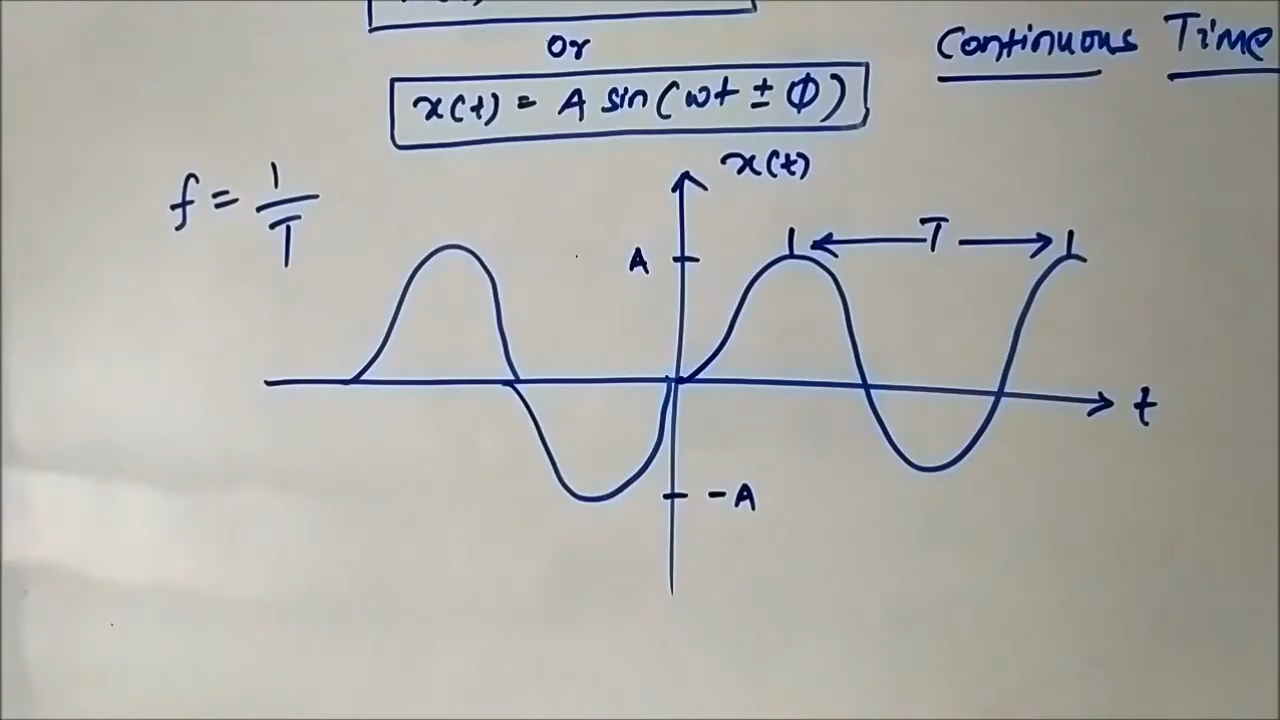 Or
Continuous Time
x(t) = A sin(ωt ± ϕ)
x(t)
f = 1/T
T
A
t
-A